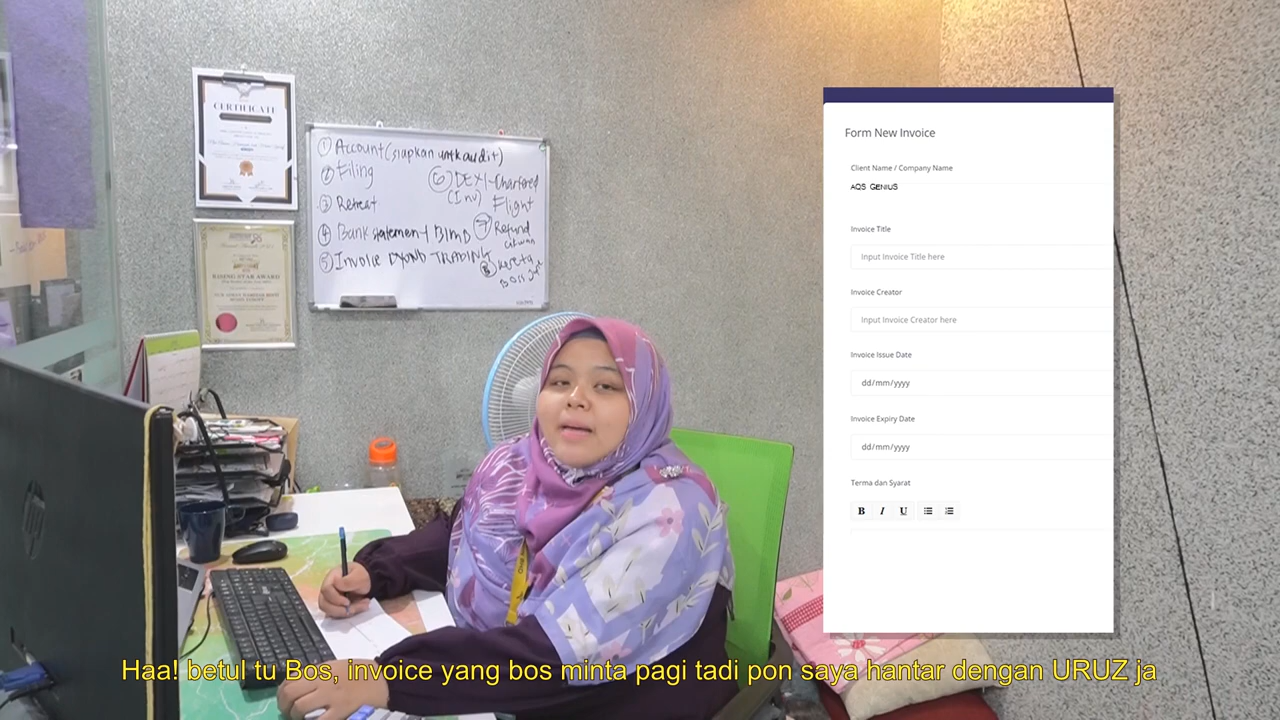 CERTIFICATE
RISING STAR AWARD
① Account (siapkan untk audit)
② Filing
③ Retreat
④ Bank statement BIMB
⑤ Invoice DYOND TRADING
⑥ DEX1-Chartered
(Inv) Flight
⑦ Refund
⑧ kereta
Boss
hp
Form New Invoice
Client Name / Company Name
AQS GENIUS
Invoice Title
Input Invoice Title here
Invoice Creator
Input Invoice Creator here
Invoice Issue Date
dd/mm/yyyy
Invoice Expiry Date
dd/mm/yyyy
Terma dan Syarat
B I U
Haa! betul tu Bos, invoice yang bos minta pagi tadi pon saya hantar dengan URUZ ja